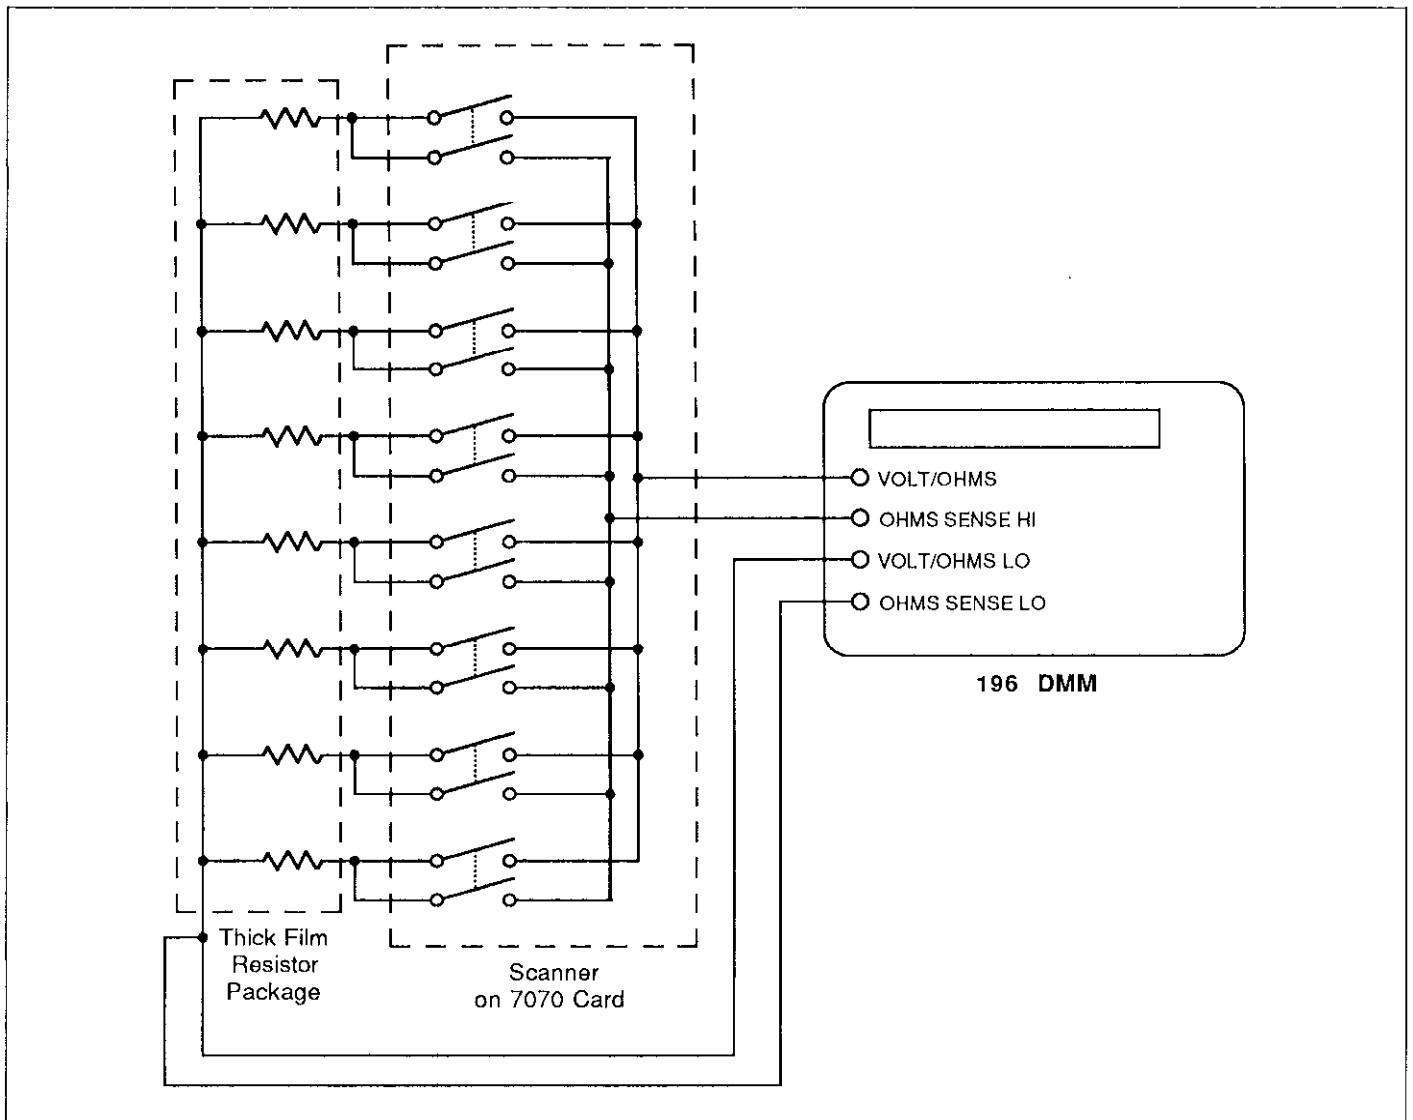 VOLT/OHMS
OHMS SENSE HI
VOLT/OHMS LO
OHMS SENSE LO
196 DMM
Thick Film
Resistor
Package
Scanner
on 7070 Card